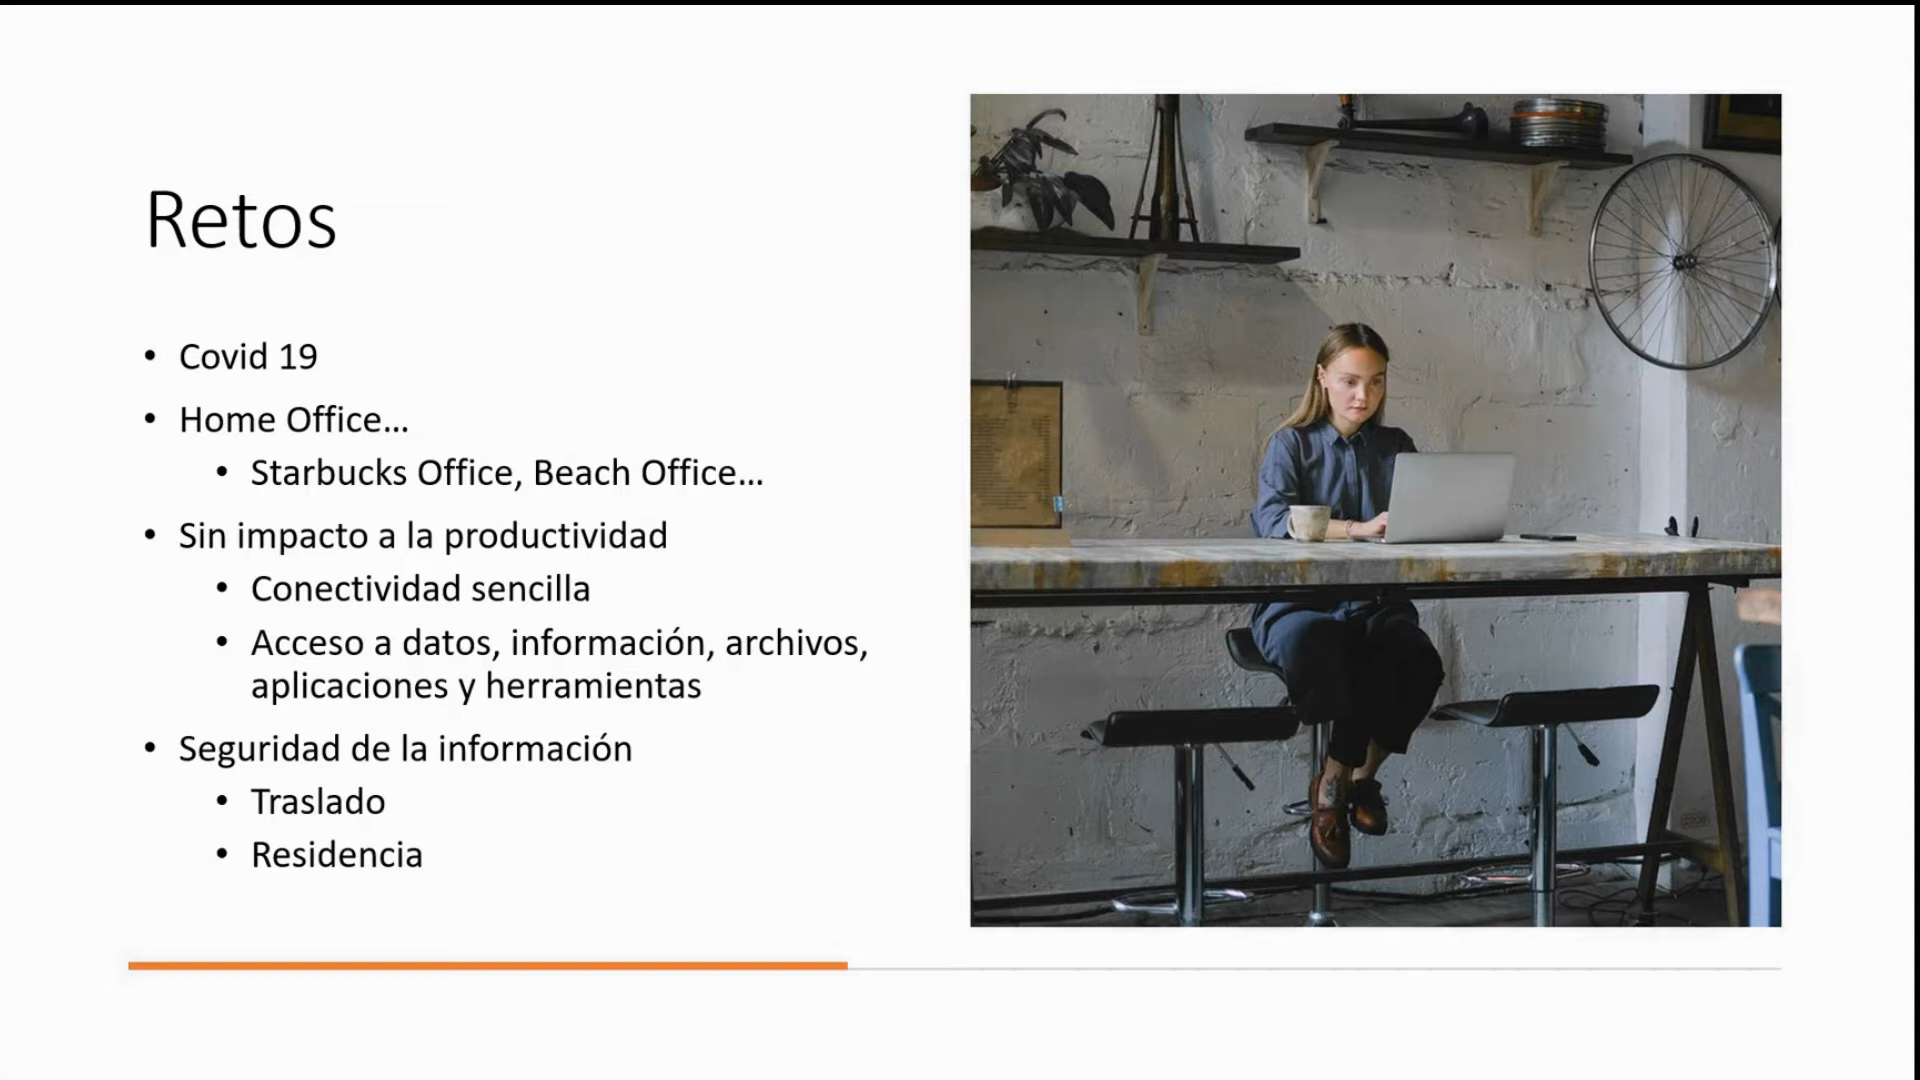 Retos
• Covid 19
• Home Office...
• Starbucks Office, Beach Office...
• Sin impacto a la productividad
• Conectividad sencilla
• Acceso a datos, información, archivos,
aplicaciones y herramientas
• Seguridad de la información
• Traslado
• Residencia